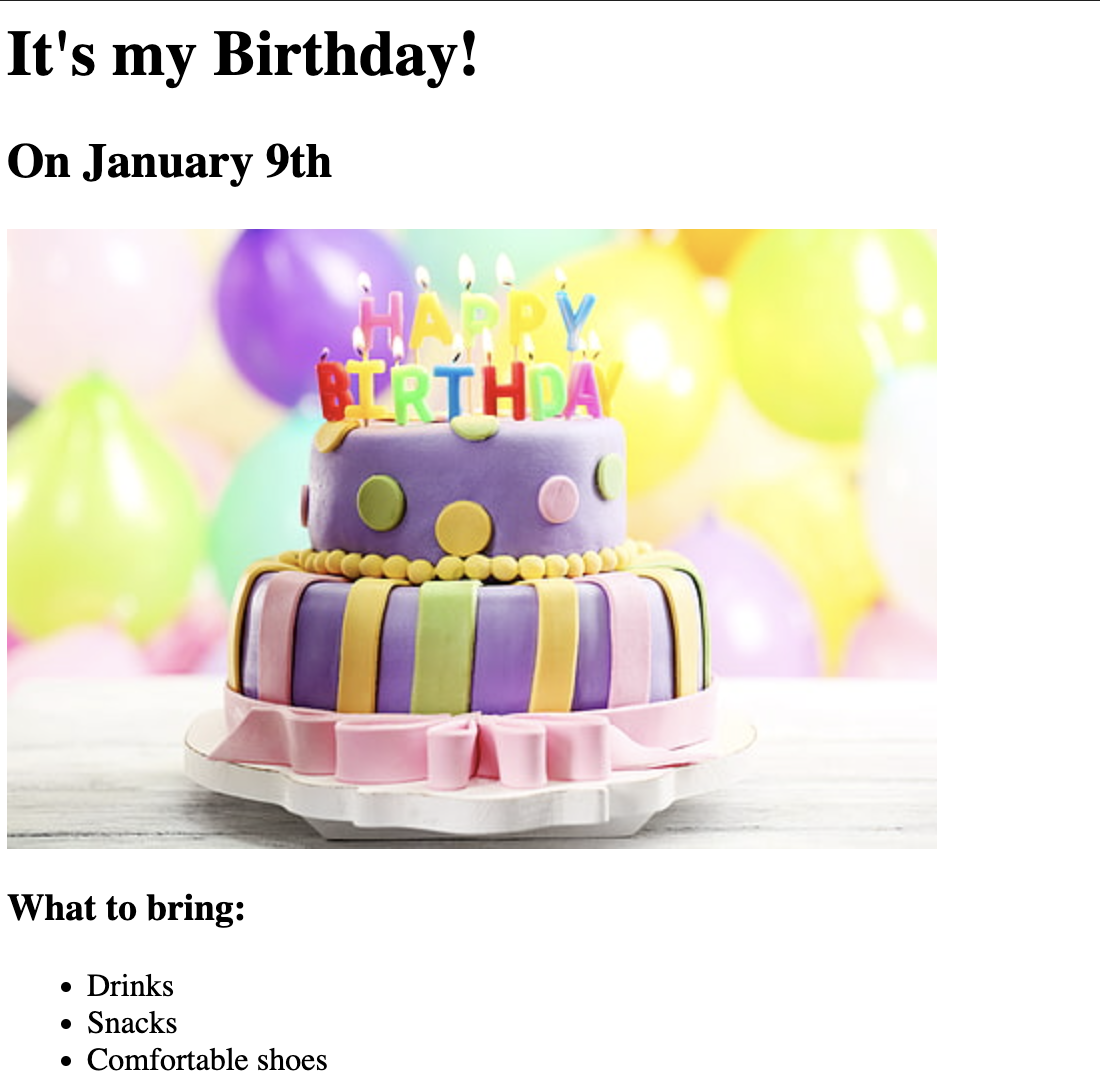 It's my Birthday!
On January 9th
HAPPY
BIRTHDAY
What to bring:
• Drinks
• Snacks
• Comfortable shoes